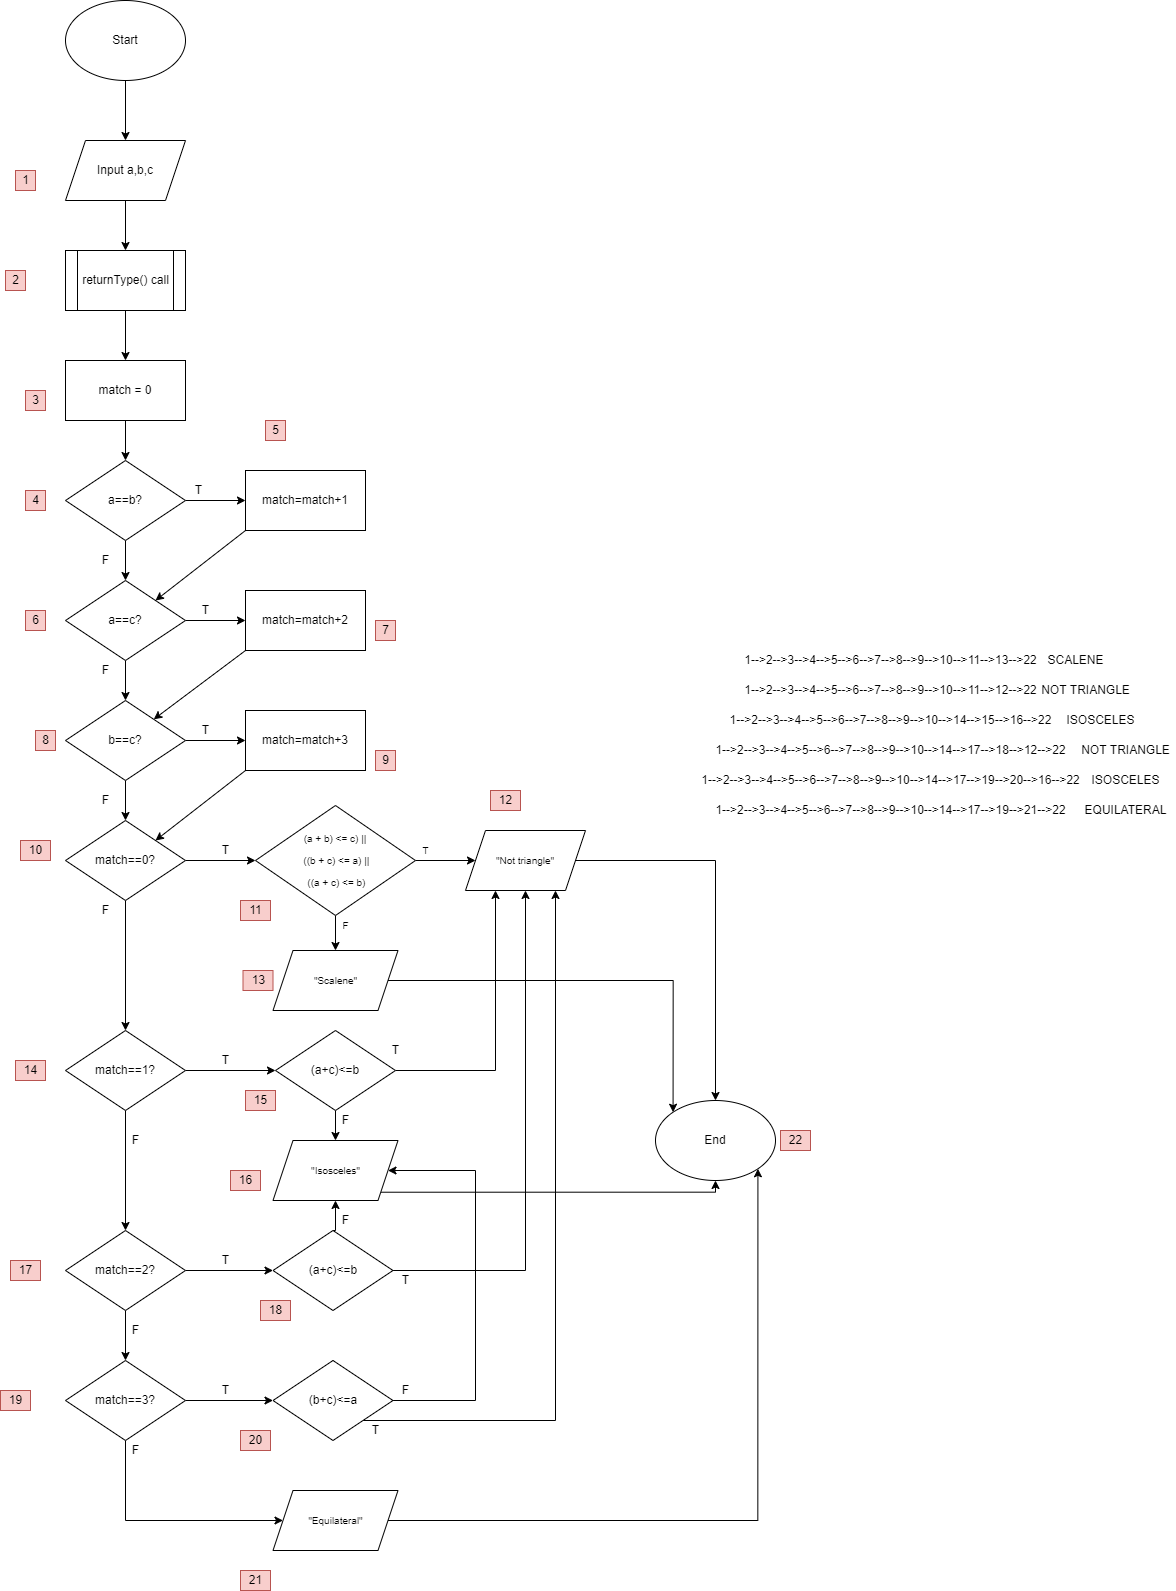 Start
Input a,b,c
1
returnType() call
2
match = 0
3
5
a==b?
T
match=match+1
4
F
a==c?
T
match=match+2
6
7
F
b==c?
T
match=match+3
8
9
F
1-->2-->3-->4-->5-->6-->7-->8-->9-->10-->11-->13-->22 SCALENE
1-->2-->3-->4-->5-->6-->7-->8-->9-->10-->11-->12-->22 NOT TRIANGLE
1-->2-->3-->4-->5-->6-->7-->8-->9-->10-->14-->15-->16-->22 ISOSCELES
1-->2-->3-->4-->5-->6-->7-->8-->9-->10-->14-->17-->18-->12-->22 NOT TRIANGLE
1-->2-->3-->4-->5-->6-->7-->8-->9-->10-->14-->17-->19-->20-->16-->22 ISOSCELES
1-->2-->3-->4-->5-->6-->7-->8-->9-->10-->14-->17-->19-->21-->22 EQUILATERAL
12
10
match==0?
T
(a + b) <= c) ||
((b + c) <= a) ||
((a + c) <= b)
T
"Not triangle"
F
11
F
13
"Scalene"
14
match==1?
T
(a+c)<=b
T
15
F
F
End
22
16
"Isosceles"
F
17
match==2?
T
(a+c)<=b
T
18
F
19
match==3?
T
(b+c)<=a
F
T
20
F
"Equilateral"
21